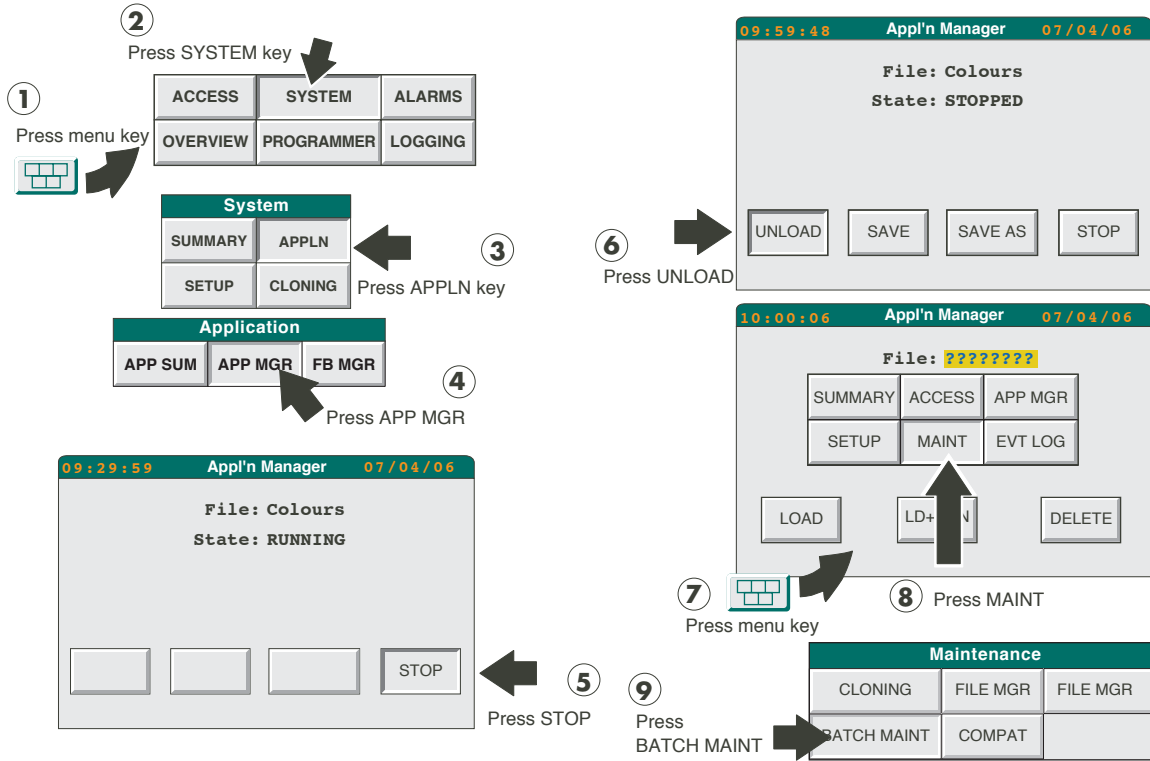 2
Press SYSTEM key
ACCESS SYSTEM ALARMS
OVERVIEW PROGRAMMER LOGGING
1
Press menu key
System
SUMMARY APPLN
SETUP CLONING
3
Press APPLN key
Application
APP SUM APP MGR FB MGR
4
Press APP MGR
09:29:59 Appl'n Manager 07/04/06
File: Colours
State: RUNNING
STOP
5
Press STOP
09:59:48 Appl'n Manager 07/04/06
File: Colours
State: STOPPED
UNLOAD SAVE SAVE AS STOP
6
Press UNLOAD
10:00:06 Appl'n Manager 07/04/06
File: ????????
SUMMARY ACCESS APP MGR
SETUP MAINT EVT LOG
LOAD DELETE
7
Press menu key
8 Press MAINT
Maintenance
CLONING FILE MGR FILE MGR
BATCH MAINT COMPAT
9
Press
BATCH MAINT